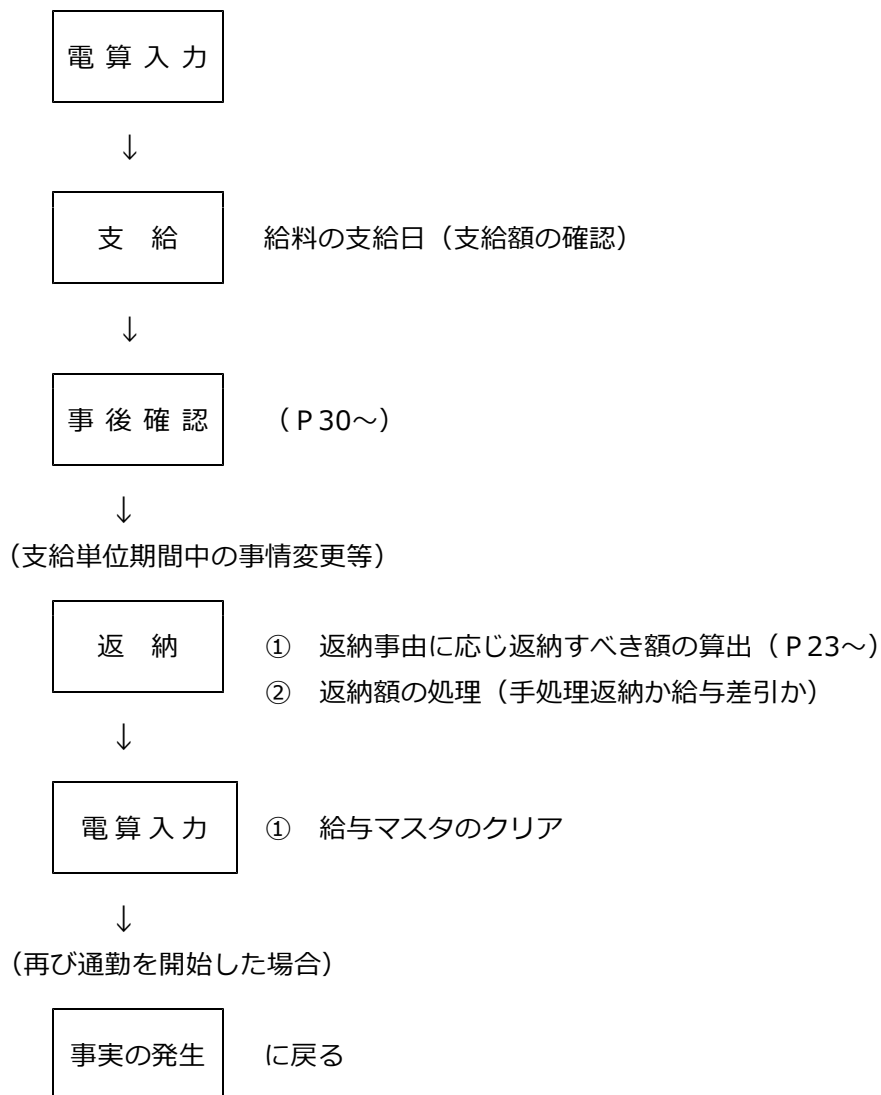 電算入力
↓
支 給 給料の支給日（支給額の確認）
↓
事後確認 （Ｐ30～）
↓
（支給単位期間中の事情変更等）
返 納 ① 返納事由に応じ返納すべき額の算出（Ｐ23～）
② 返納額の処理（手処理返納か給与差引か）
↓
電算入力 ① 給与マスタのクリア
↓
（再び通勤を開始した場合）
事実の発生 に戻る